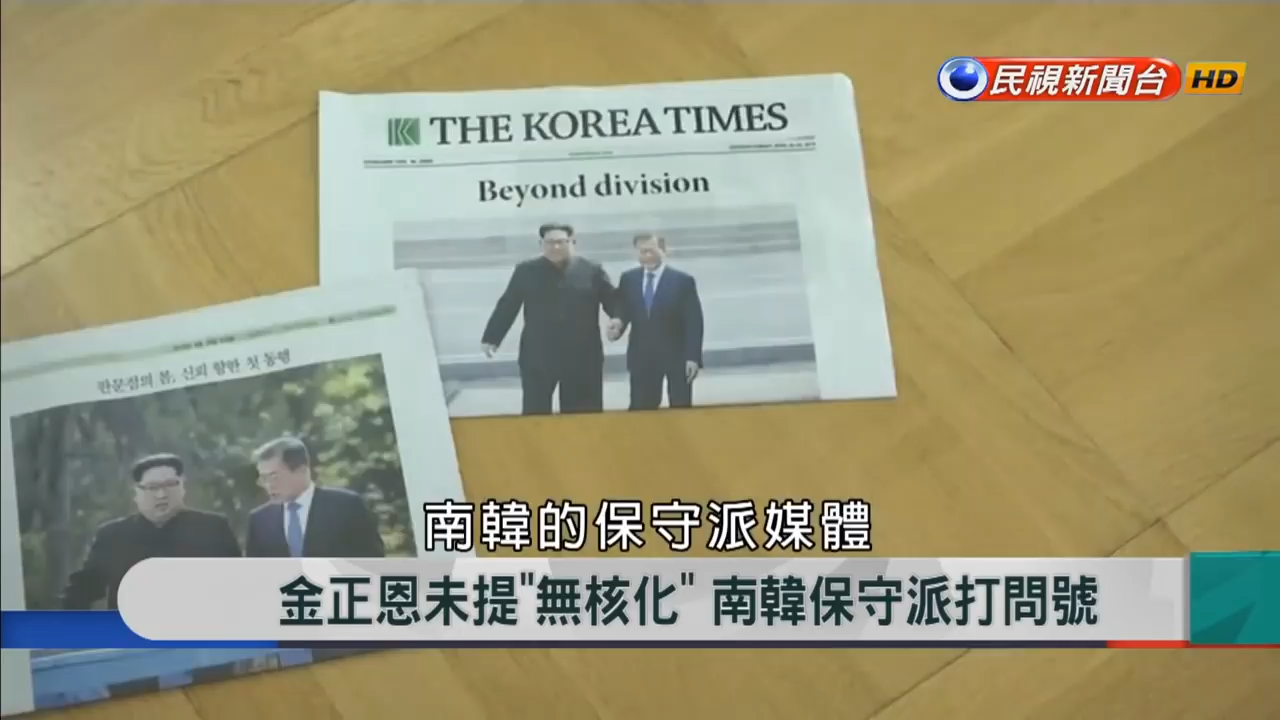 民視新聞台 HD
THE KOREA TIMES
Beyond division
판문점의 봄, 신뢰 향한 첫 동행
南韓的保守派媒體
金正恩未提"無核化" 南韓保守派打問號